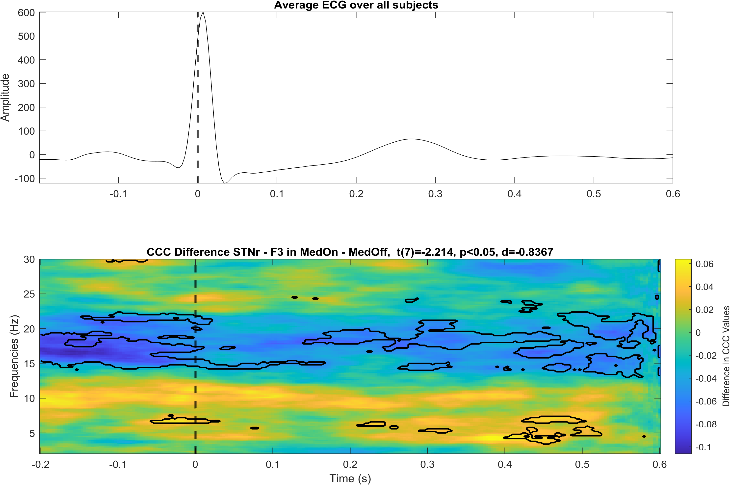 Average ECG over all subjects
600
500
400
300
200
100
0
-100
Amplitude
-0.1 0 0.1 0.2 0.3 0.4 0.5 0.6
CCC Difference STNr - F3 in MedOn - MedOff, t(7)=-2.214, p<0.05, d=-0.8367
30
25
20
15
10
5
Frequencies (Hz)
-0.2 -0.1 0 0.1 0.2 0.3 0.4 0.5 0.6
Time (s)
0.06
0.04
0.02
0
-0.02
-0.04
-0.06
-0.08
-0.1
Difference in CCC Values